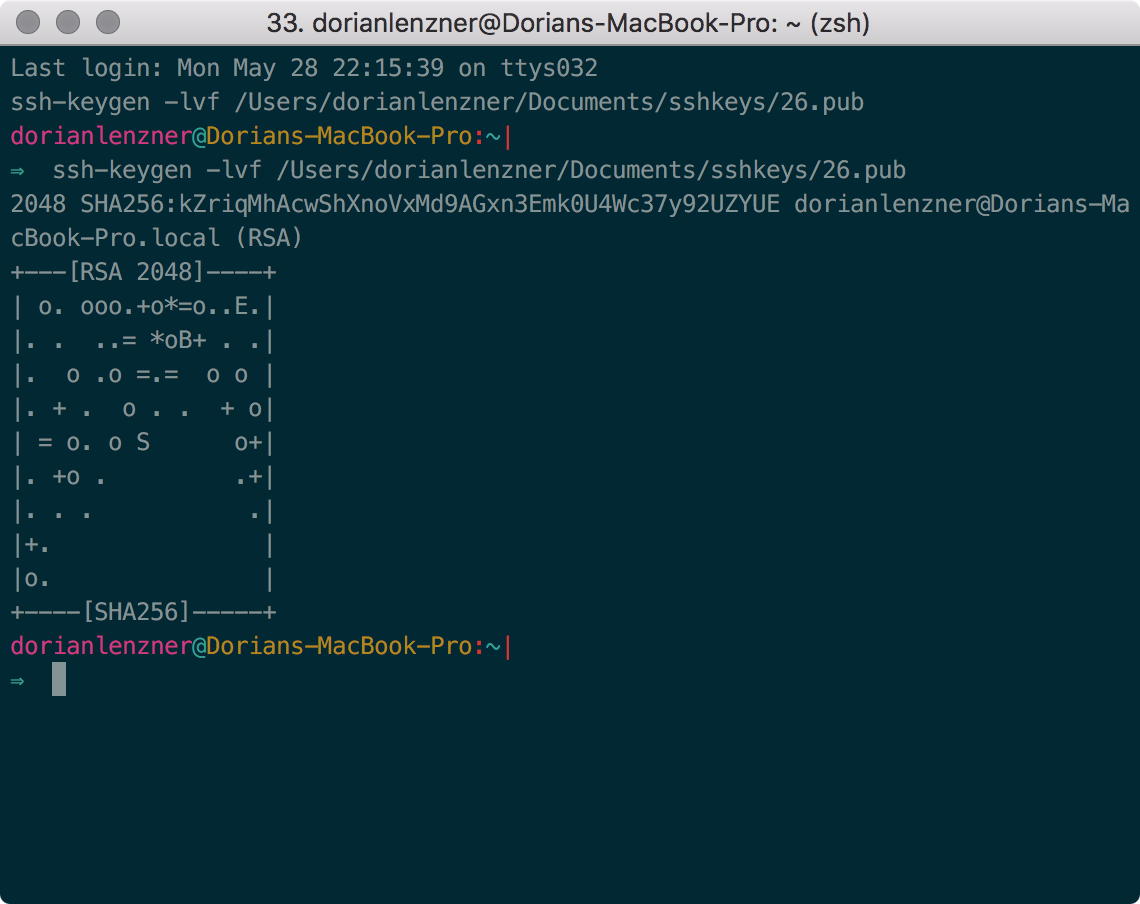 33. dorianlenzner@Dorians-MacBook-Pro: ~ (zsh)
Last login: Mon May 28 22:15:39 on ttys032
ssh-keygen -lvf /Users/dorianlenzner/Documents/sshkeys/26.pub
dorianlenzner@Dorians-MacBook-Pro:~|
⇒  ssh-keygen -lvf /Users/dorianlenzner/Documents/sshkeys/26.pub
2048 SHA256:kZriqMhAcwShXnoVxMd9AGxn3Emk0U4Wc37y92UZYUE dorianlenzner@Dorians-Ma
cBook-Pro.local (RSA)
+---[RSA 2048]----+
| o. ooo.+o*=o..E.|
|. .  ..= *oB+ . .|
|.  o .o =.=  o o |
|. + .  o . .  + o|
| = o. o S      o+|
|. +o .         .+|
|. . .           .|
|+.               |
|o.               |
+----[SHA256]-----+
dorianlenzner@Dorians-MacBook-Pro:~|
⇒